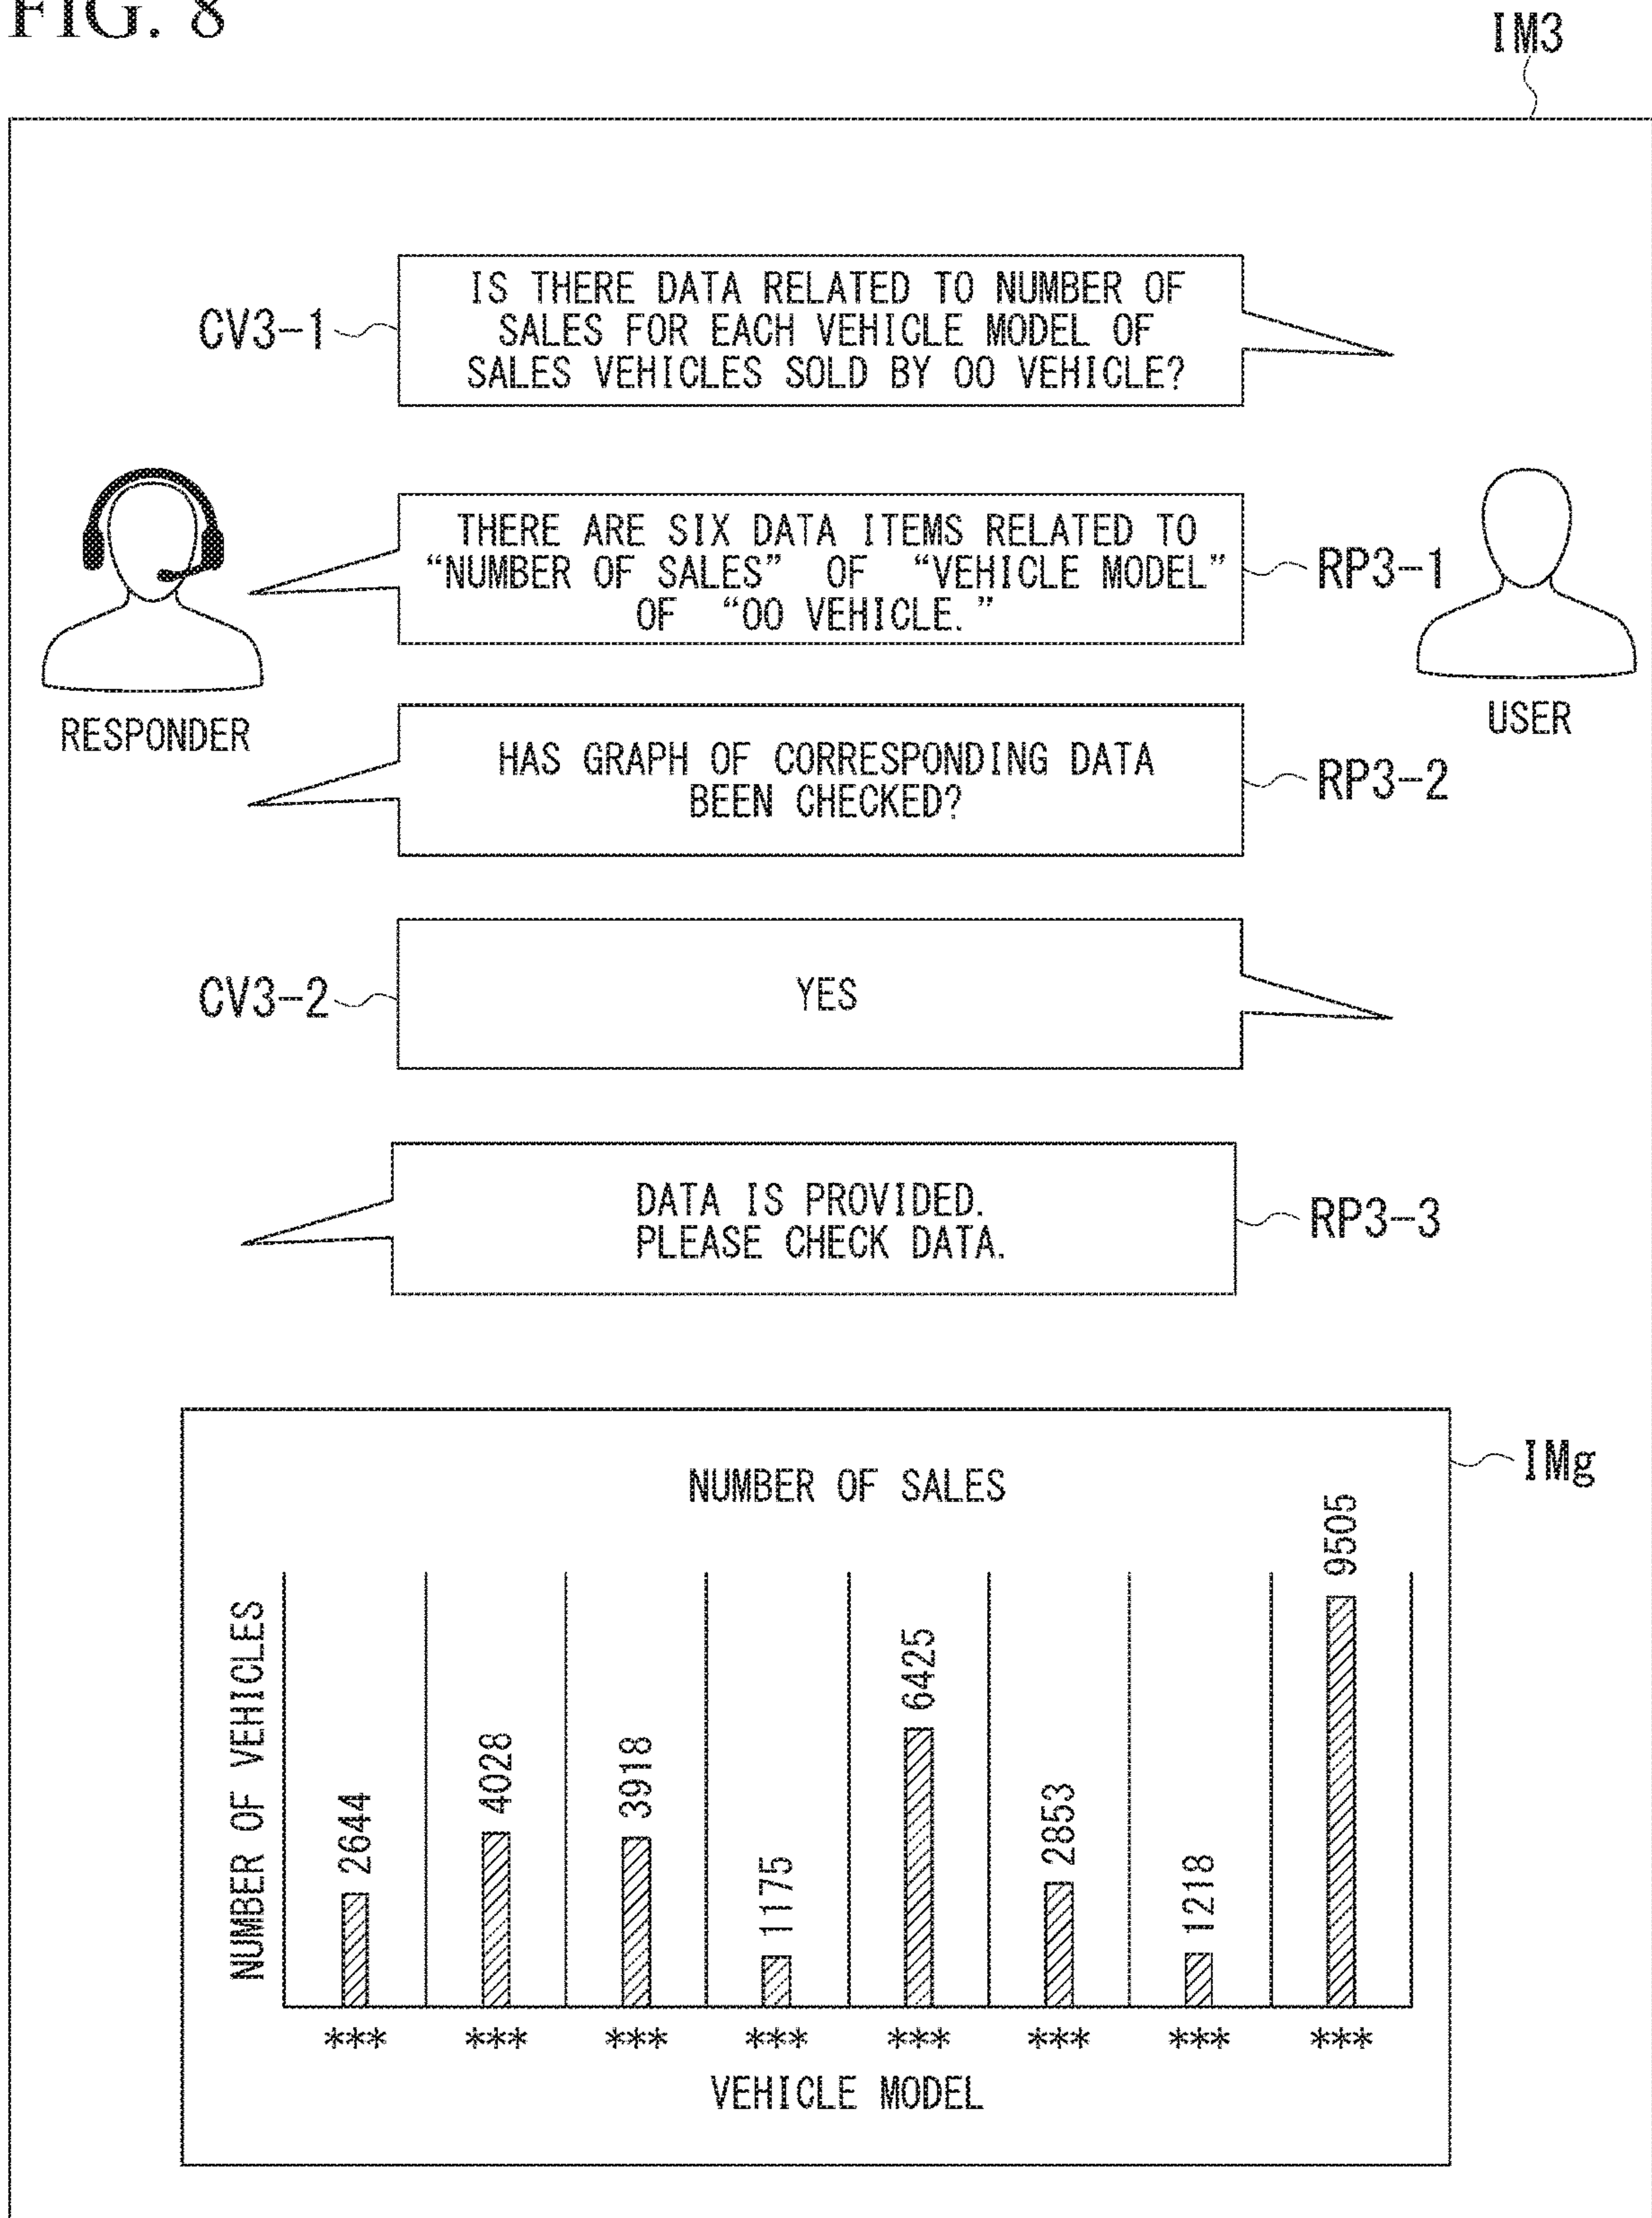 FIG. 8
IM3
CV3-1
IS THERE DATA RELATED TO NUMBER OF
SALES FOR EACH VEHICLE MODEL OF
SALES VEHICLES SOLD BY OO VEHICLE?
THERE ARE SIX DATA ITEMS RELATED TO
“NUMBER OF SALES” OF “VEHICLE MODEL”
OF “OO VEHICLE.”
RP3-1
RESPONDER
USER
HAS GRAPH OF CORRESPONDING DATA
BEEN CHECKED?
RP3-2
CV3-2
YES
DATA IS PROVIDED.
PLEASE CHECK DATA.
RP3-3
IMg
NUMBER OF SALES
NUMBER OF VEHICLES
2644
4028
3918
1175
6425
2853
1218
9505
*** *** *** *** *** *** *** ***
VEHICLE MODEL